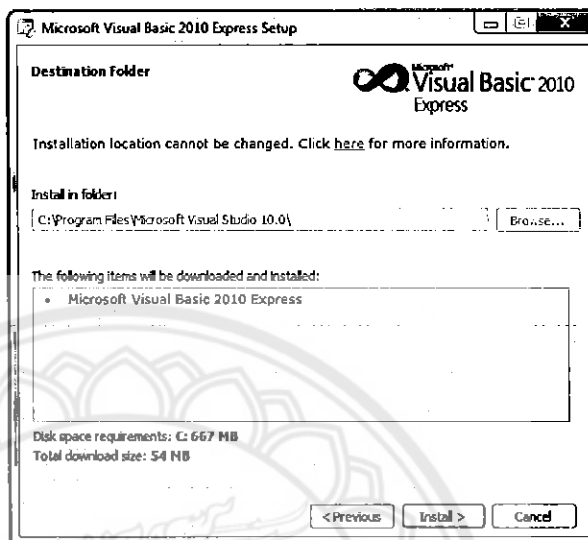 Microsoft Visual Basic 2010 Express Setup
Destination Folder
Microsoft
Visual Basic 2010
Express
Installation location cannot be changed. Click here for more information.
Install in folder:
C:\Program Files\Microsoft Visual Studio 10.0\
Browse...
The following items will be downloaded and installed:
• Microsoft Visual Basic 2010 Express
Disk space requirements: C: 667 MB
Total download size: 54 MB
< Previous
Install >
Cancel